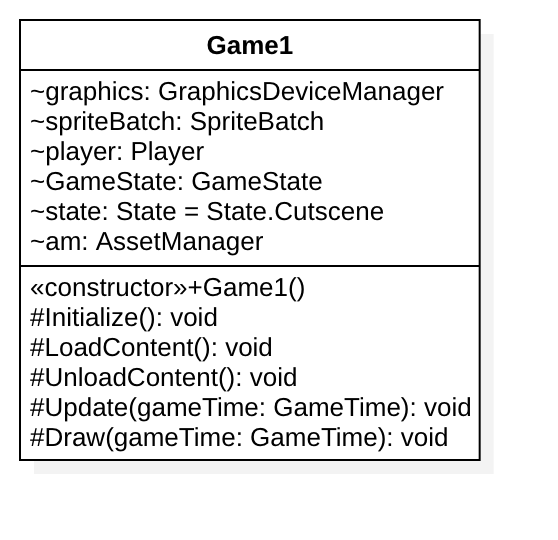 Game1
~graphics: GraphicsDeviceManager
~spriteBatch: SpriteBatch
~player: Player
~GameState: GameState
~state: State = State.Cutscene
~am: AssetManager
«constructor»+Game1()
#Initialize(): void
#LoadContent(): void
#UnloadContent(): void
#Update(gameTime: GameTime): void
#Draw(gameTime: GameTime): void